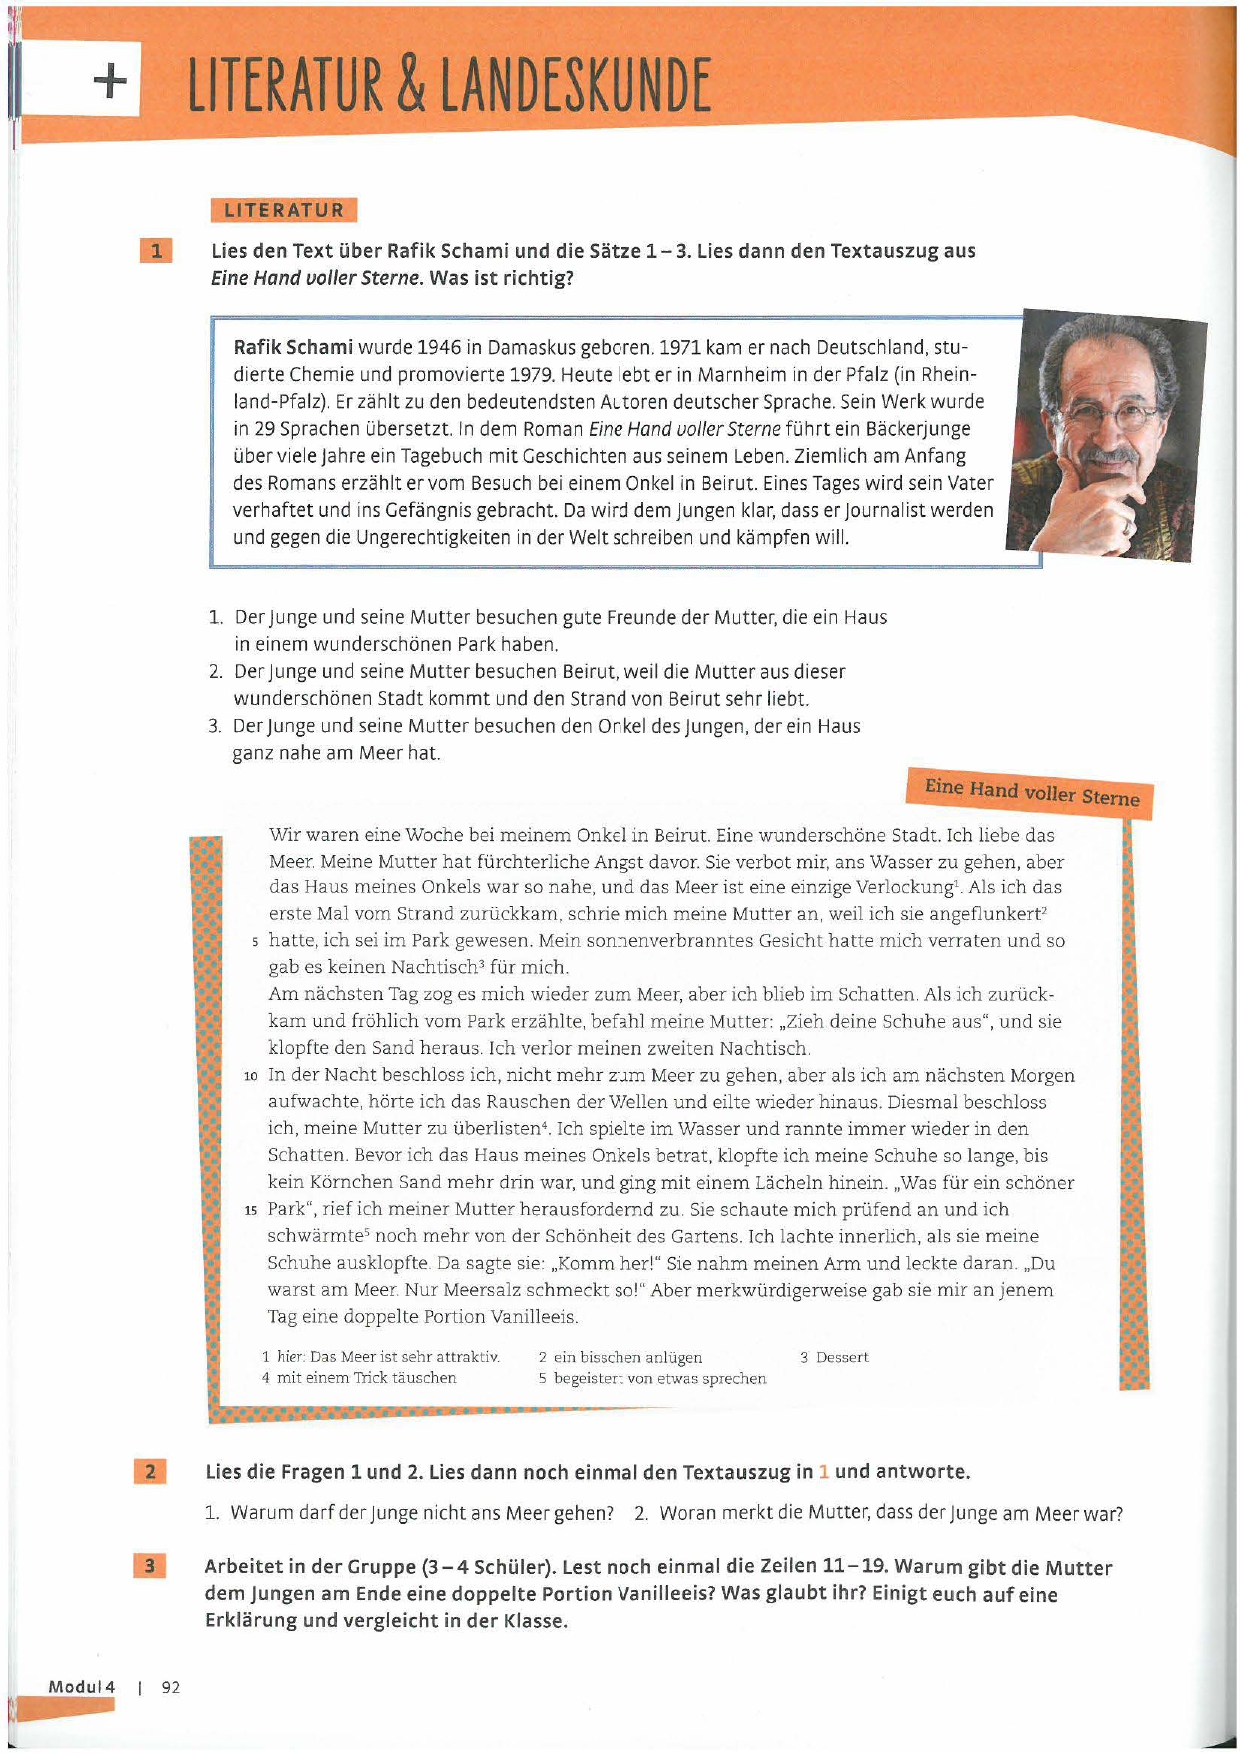 +
LITERATUR & LANDESKUNDE
LITERATUR
1 Lies den Text über Rafik Schami und die Sätze 1–3. Lies dann den Textauszug aus
Eine Hand voller Sterne. Was ist richtig?
Rafik Schami wurde 1946 in Damaskus geboren. 1971 kam er nach Deutschland, stu-
dierte Chemie und promovierte 1979. Heute lebt er in Marnheim in der Pfalz (in Rhein-
land-Pfalz). Er zählt zu den bedeutendsten Autoren deutscher Sprache. Sein Werk wurde
in 29 Sprachen übersetzt. In dem Roman Eine Hand voller Sterne führt ein Bäckerjunge
über viele Jahre ein Tagebuch mit Geschichten aus seinem Leben. Ziemlich am Anfang
des Romans erzählt er vom Besuch bei einem Onkel in Beirut. Eines Tages wird sein Vater
verhaftet und ins Gefängnis gebracht. Da wird dem Jungen klar, dass er Journalist werden
und gegen die Ungerechtigkeiten in der Welt schreiben und kämpfen will.
1. Der Junge und seine Mutter besuchen gute Freunde der Mutter, die ein Haus
in einem wunderschönen Park haben.
2. Der Junge und seine Mutter besuchen Beirut, weil die Mutter aus dieser
wunderschönen Stadt kommt und den Strand von Beirut sehr liebt.
3. Der Junge und seine Mutter besuchen den Onkel des Jungen, der ein Haus
ganz nahe am Meer hat.
Eine Hand voller Sterne
Wir waren eine Woche bei meinem Onkel in Beirut. Eine wunderschöne Stadt. Ich liebe das
Meer. Meine Mutter hat fürchterliche Angst davor. Sie verbot mir, ans Wasser zu gehen, aber
das Haus meines Onkels war so nahe, und das Meer ist eine einzige Verlockung¹. Als ich das
erste Mal vom Strand zurückkam, schrie mich meine Mutter an, weil ich sie angeflunkert²
5 hatte, ich sei im Park gewesen. Mein sonnenverbranntes Gesicht hatte mich verraten und so
gab es keinen Nachtisch³ für mich.
Am nächsten Tag zog es mich wieder zum Meer, aber ich blieb im Schatten. Als ich zurück-
kam und fröhlich vom Park erzählte, befahl meine Mutter: „Zieh deine Schuhe aus“, und sie
klopfte den Sand heraus. Ich verlor meinen zweiten Nachtisch.
10 In der Nacht beschloss ich, nicht mehr zum Meer zu gehen, aber als ich am nächsten Morgen
aufwachte, hörte ich das Rauschen der Wellen und eilte wieder hinaus. Diesmal beschloss
ich, meine Mutter zu überlisten⁴. Ich spielte im Wasser und rannte immer wieder in den
Schatten. Bevor ich das Haus meines Onkels betrat, klopfte ich meine Schuhe so lange, bis
kein Körnchen Sand mehr drin war, und ging mit einem Lächeln hinein. „Was für ein schöner
15 Park“, rief ich meiner Mutter herausfordernd zu. Sie schaute mich prüfend an und ich
schwärmte⁵ noch mehr von der Schönheit des Gartens. Ich lachte innerlich, als sie meine
Schuhe ausklopfte. Da sagte sie: „Komm her!“ Sie nahm meinen Arm und leckte daran. „Du
warst am Meer. Nur Meersalz schmeckt so!“ Aber merkwürdigerweise gab sie mir an jenem
Tag eine doppelte Portion Vanilleeis.
1 hier: Das Meer ist sehr attraktiv. 2 ein bisschen anlügen 3 Dessert
4 mit einem Trick täuschen 5 begeistert von etwas sprechen
2 Lies die Fragen 1 und 2. Lies dann noch einmal den Textauszug in 1 und antworte.
1. Warum darf der Junge nicht ans Meer gehen? 2. Woran merkt die Mutter, dass der Junge am Meer war?
3 Arbeitet in der Gruppe (3–4 Schüler). Lest noch einmal die Zeilen 11–19. Warum gibt die Mutter
dem Jungen am Ende eine doppelte Portion Vanilleeis? Was glaubt ihr? Einigt euch auf eine
Erklärung und vergleicht in der Klasse.
Modul 4 | 92